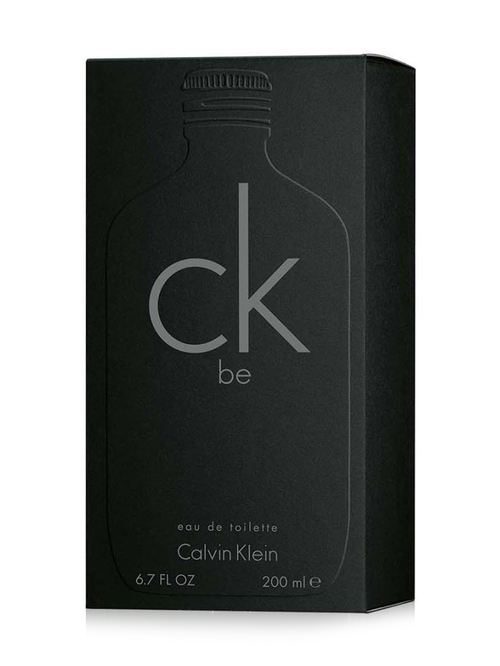 ck
be
eau de toilette
Calvin Klein
6.7 FL OZ 200 ml ℮